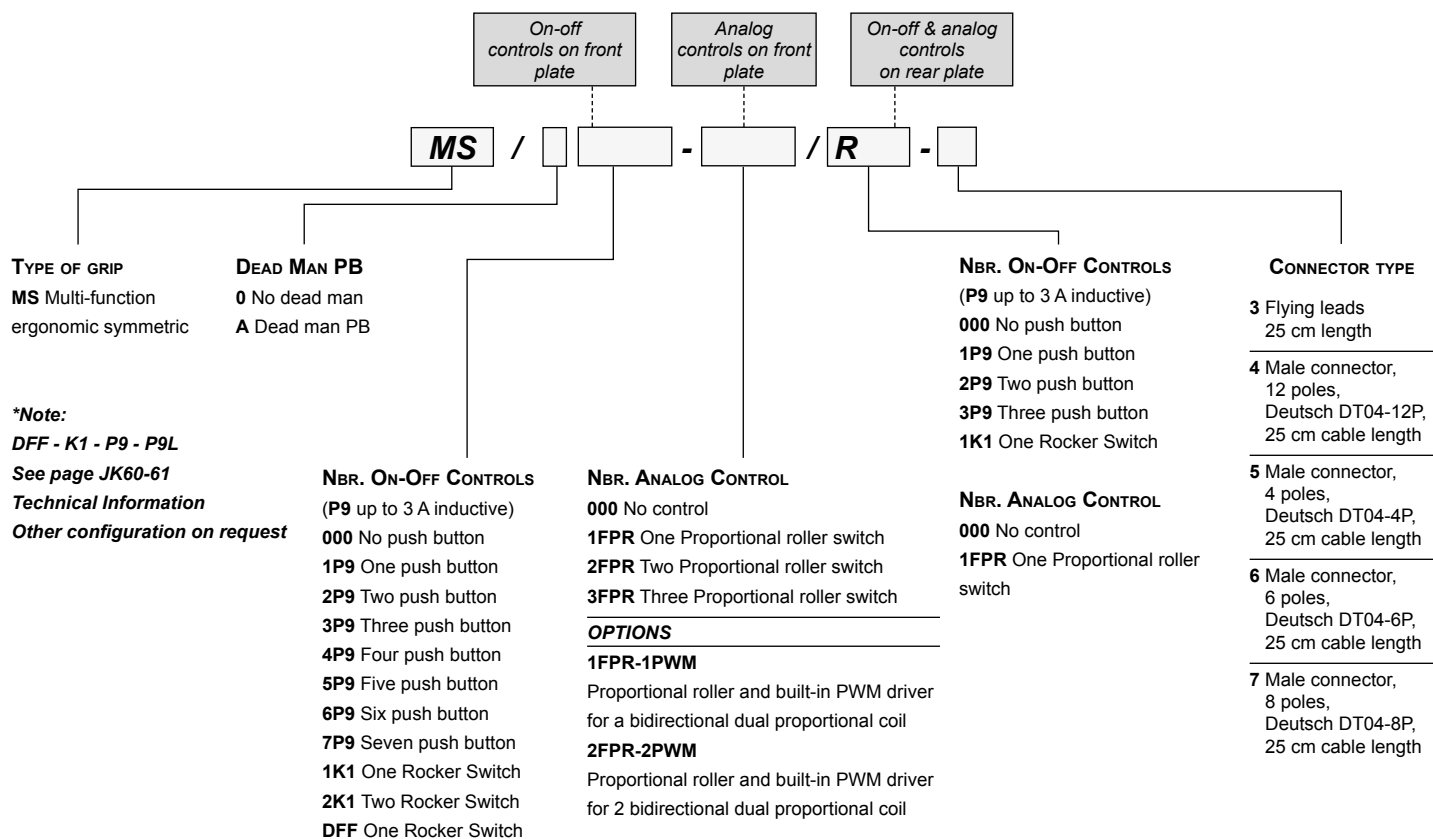 On-off
controls on front
plate
Analog
controls on front
plate
On-off & analog
controls
on rear plate
MS / - / R -
TYPE OF GRIP
MS Multi-function
ergonomic symmetric
DEAD MAN PB
0 No dead man
A Dead man PB
*Note:
DFF - K1 - P9 - P9L
See page JK60-61
Technical Information
Other configuration on request
NBR. ON-OFF CONTROLS
(P9 up to 3 A inductive)
000 No push button
1P9 One push button
2P9 Two push button
3P9 Three push button
4P9 Four push button
5P9 Five push button
6P9 Six push button
7P9 Seven push button
1K1 One Rocker Switch
2K1 Two Rocker Switch
DFF One Rocker Switch
NBR. ANALOG CONTROL
000 No control
1FPR One Proportional roller switch
2FPR Two Proportional roller switch
3FPR Three Proportional roller switch
OPTIONS
1FPR-1PWM
Proportional roller and built-in PWM driver
for a bidirectional dual proportional coil
2FPR-2PWM
Proportional roller and built-in PWM driver
for 2 bidirectional dual proportional coil
NBR. ON-OFF CONTROLS
(P9 up to 3 A inductive)
000 No push button
1P9 One push button
2P9 Two push button
3P9 Three push button
1K1 One Rocker Switch
NBR. ANALOG CONTROL
000 No control
1FPR One Proportional roller
switch
CONNECTOR TYPE
3 Flying leads
25 cm length
4 Male connector,
12 poles,
Deutsch DT04-12P,
25 cm cable length
5 Male connector,
4 poles,
Deutsch DT04-4P,
25 cm cable length
6 Male connector,
6 poles,
Deutsch DT04-6P,
25 cm cable length
7 Male connector,
8 poles,
Deutsch DT04-8P,
25 cm cable length